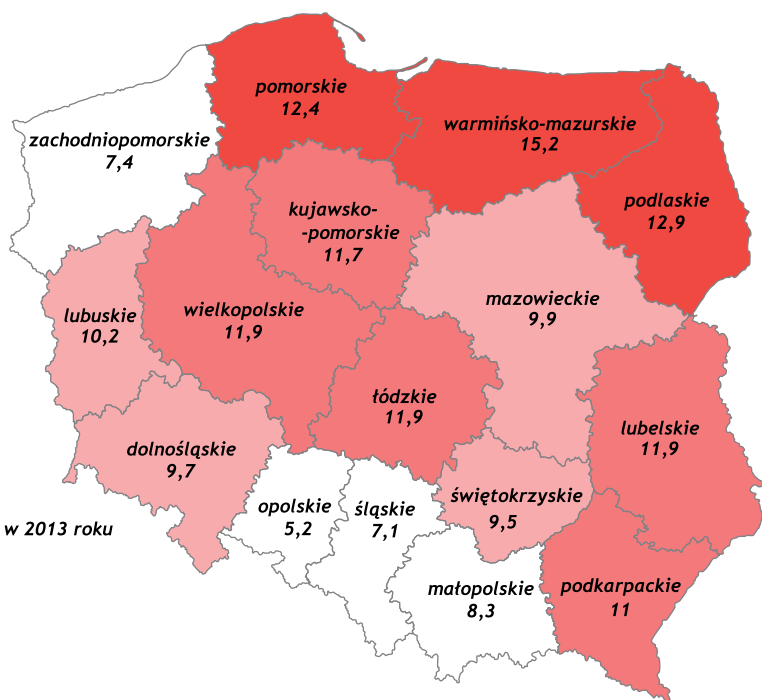 pomorskie
12,4
warmińsko-mazurskie
15,2
zachodniopomorskie
7,4
podlaskie
12,9
kujawsko-
-pomorskie
11,7
mazowieckie
9,9
lubuskie
10,2
wielkopolskie
11,9
łódzkie
11,9
lubelskie
11,9
dolnośląskie
9,7
opolskie
5,2
śląskie
7,1
świętokrzyskie
9,5
w 2013 roku
małopolskie
8,3
podkarpackie
11